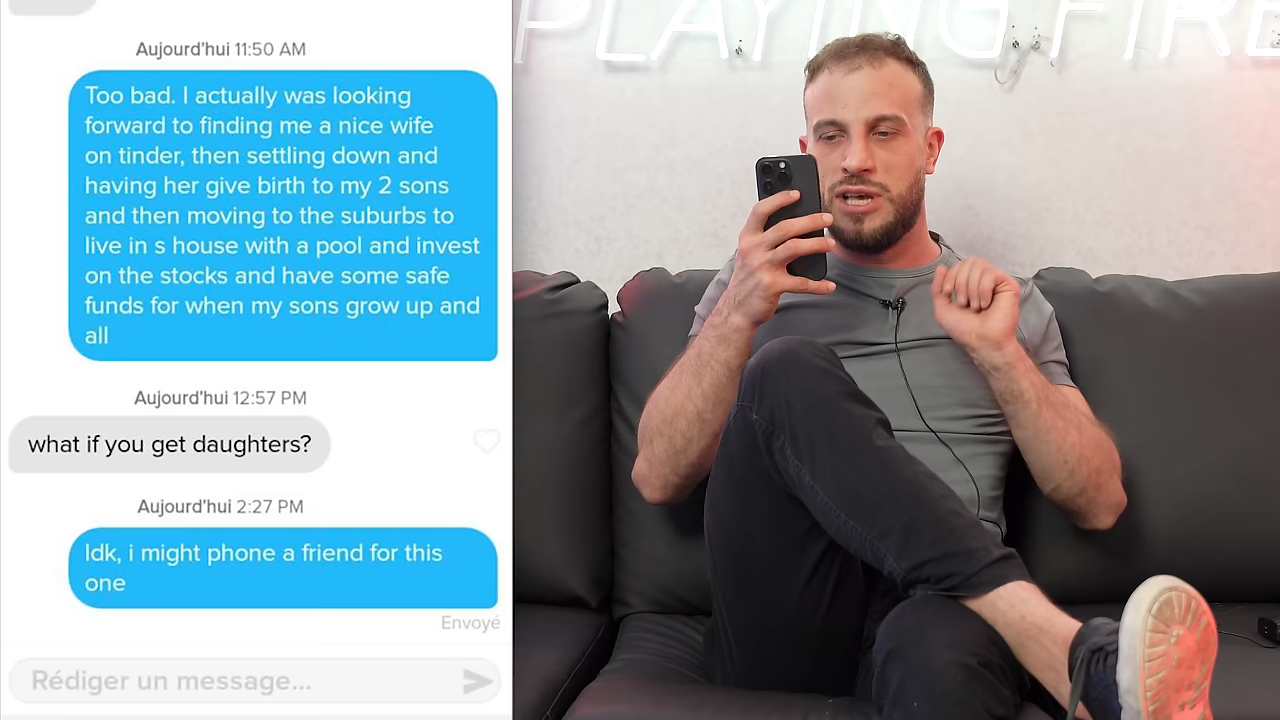 Aujourd'hui 11:50 AM
Too bad. I actually was looking
forward to finding me a nice wife
on tinder, then settling down and
having her give birth to my 2 sons
and then moving to the suburbs to
live in s house with a pool and invest
on the stocks and have some safe
funds for when my sons grow up and
all
Aujourd'hui 12:57 PM
what if you get daughters?
Aujourd'hui 2:27 PM
Idk, i might phone a friend for this
one
Envoyé
Rédiger un message...
PLAYING FIRE